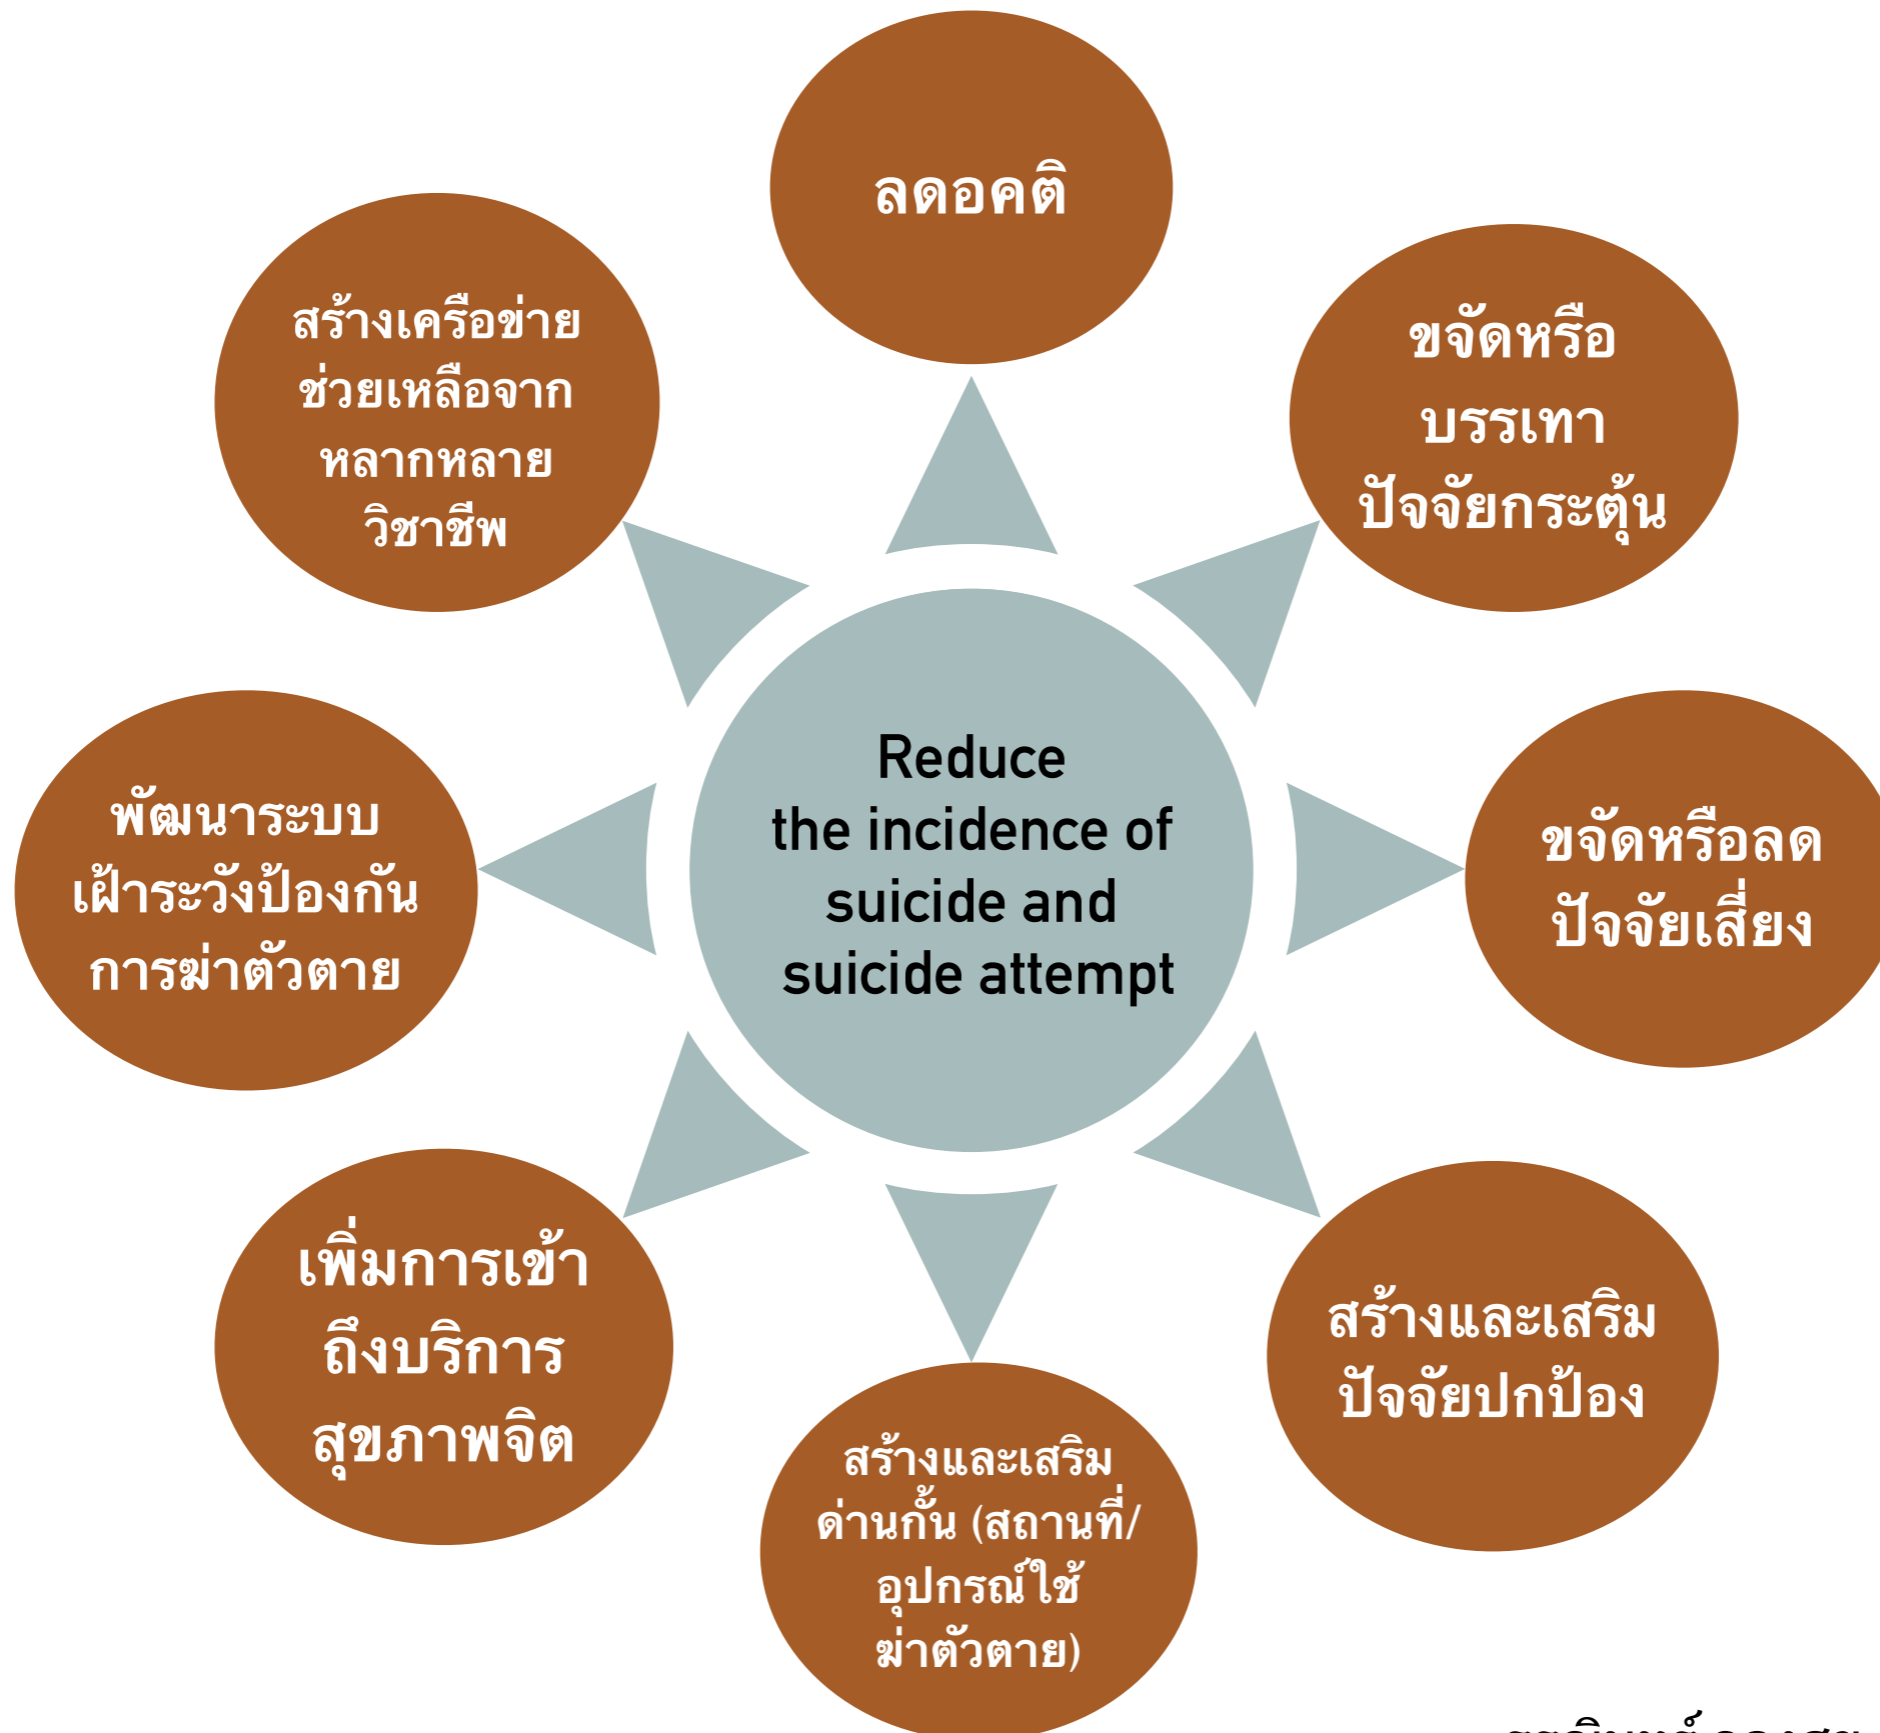 ลดอคติ
ขจัดหรือ
บรรเทา
ปัจจัยกระตุ้น
ขจัดหรือลด
ปัจจัยเสี่ยง
สร้างและเสริม
ปัจจัยปกป้อง
สร้างและเสริม
ด่านกั้น (สถานที่/
อุปกรณ์ใช้
ฆ่าตัวตาย)
เพิ่มการเข้า
ถึงบริการ
สุขภาพจิต
พัฒนาระบบ
เฝ้าระวังป้องกัน
การฆ่าตัวตาย
สร้างเครือข่าย
ช่วยเหลือจาก
หลากหลาย
วิชาชีพ
Reduce
the incidence of
suicide and
suicide attempt